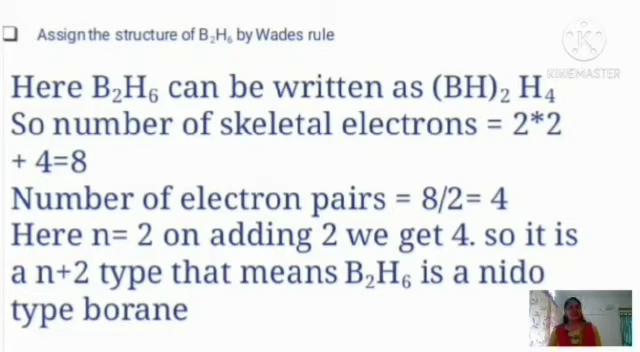 Assign the structure of B₂H₆ by Wades rule
KINEMASTER
Here B₂H₆ can be written as (BH)₂ H₄
So number of skeletal electrons = 2*2
+ 4=8
Number of electron pairs = 8/2= 4
Here n= 2 on adding 2 we get 4. so it is
a n+2 type that means B₂H₆ is a nido
type borane